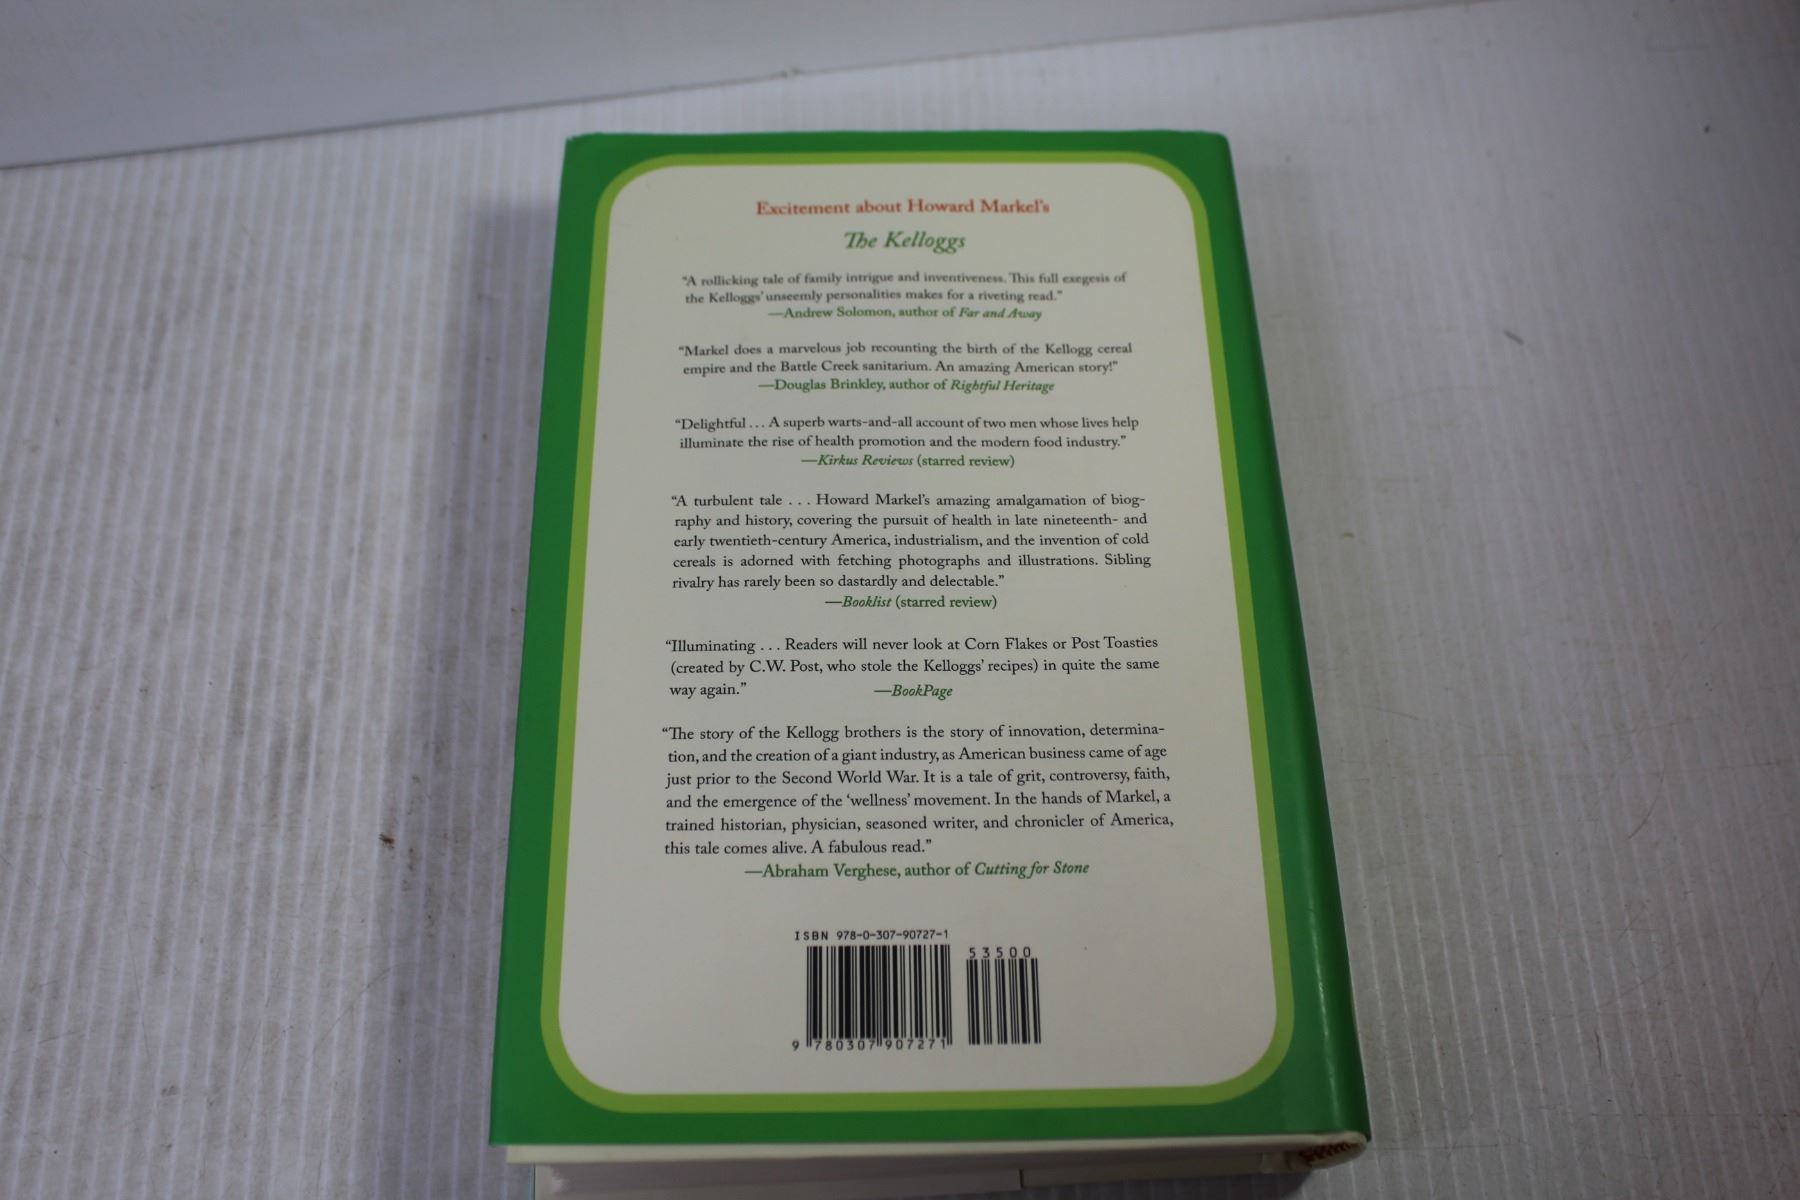 Excitement about Howard Markel's
The Kelloggs
“A rollicking tale of family intrigue and inventiveness. This full exegesis of
the Kelloggs' unseemly personalities makes for a riveting read.”
—Andrew Solomon, author of Far and Away
“Markel does a marvelous job recounting the birth of the Kellogg cereal
empire and the Battle Creek sanitarium. An amazing American story!”
—Douglas Brinkley, author of Rightful Heritage
“Delightful . . . A superb warts-and-all account of two men whose lives help
illuminate the rise of health promotion and the modern food industry.”
—Kirkus Reviews (starred review)
“A turbulent tale . . . Howard Markel's amazing amalgamation of biog-
raphy and history, covering the pursuit of health in late nineteenth- and
early twentieth-century America, industrialism, and the invention of cold
cereals is adorned with fetching photographs and illustrations. Sibling
rivalry has rarely been so dastardly and delectable.”
—Booklist (starred review)
“Illuminating . . . Readers will never look at Corn Flakes or Post Toasties
(created by C.W. Post, who stole the Kelloggs' recipes) in quite the same
way again.” —BookPage
“The story of the Kellogg brothers is the story of innovation, determina-
tion, and the creation of a giant industry, as American business came of age
just prior to the Second World War. It is a tale of grit, controversy, faith,
and the emergence of the ‘wellness’ movement. In the hands of Markel, a
trained historian, physician, seasoned writer, and chronicler of America,
this tale comes alive. A fabulous read.”
—Abraham Verghese, author of Cutting for Stone
ISBN 978-0-307-90727-1
53500
9 780307 907271